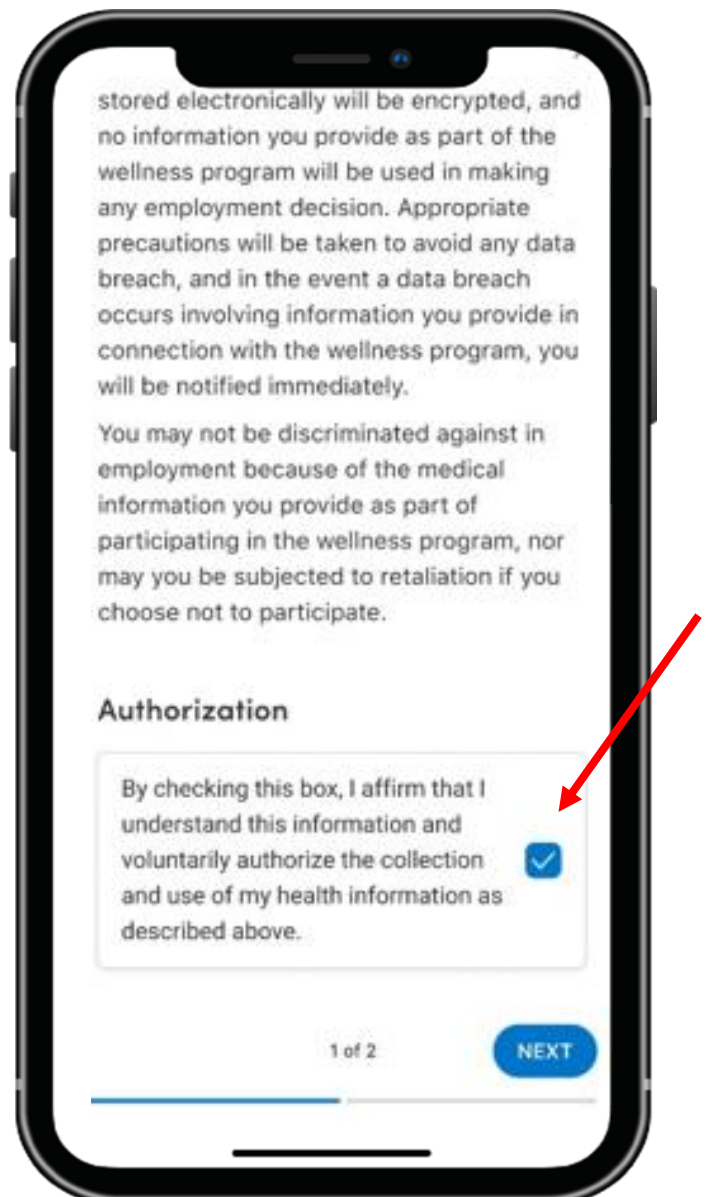 stored electronically will be encrypted, and
no information you provide as part of the
wellness program will be used in making
any employment decision. Appropriate
precautions will be taken to avoid any data
breach, and in the event a data breach
occurs involving information you provide in
connection with the wellness program, you
will be notified immediately.
You may not be discriminated against in
employment because of the medical
information you provide as part of
participating in the wellness program, nor
may you be subjected to retaliation if you
choose not to participate.
Authorization
By checking this box, I affirm that I
understand this information and
voluntarily authorize the collection
and use of my health information as
described above.
1 of 2
NEXT